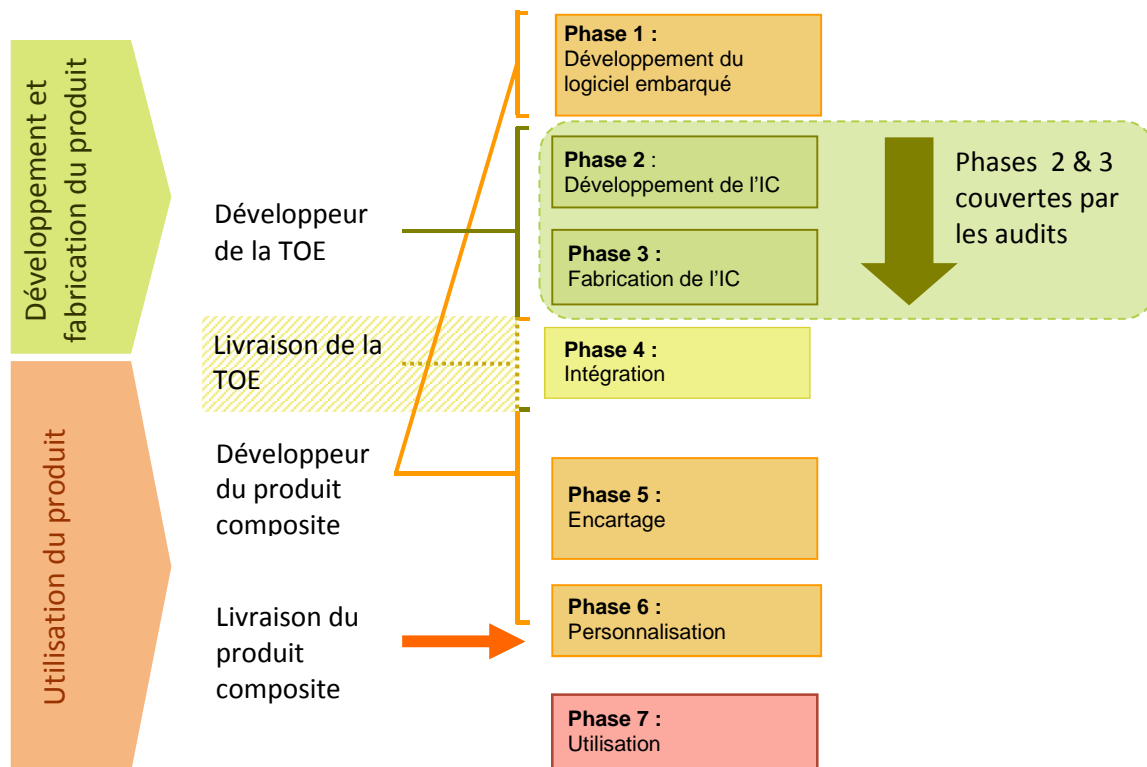 Développement et
fabrication du produit
Utilisation du produit
Développeur
de la TOE
Livraison de la
TOE
Développeur
du produit
composite
Livraison du
produit
composite
Phase 1 :
Développement du
logiciel embarqué
Phase 2 :
Développement de l'IC
Phase 3 :
Fabrication de l'IC
Phases 2 & 3
couvertes par
les audits
Phase 4 :
Intégration
Phase 5 :
Encartage
Phase 6 :
Personnalisation
Phase 7 :
Utilisation